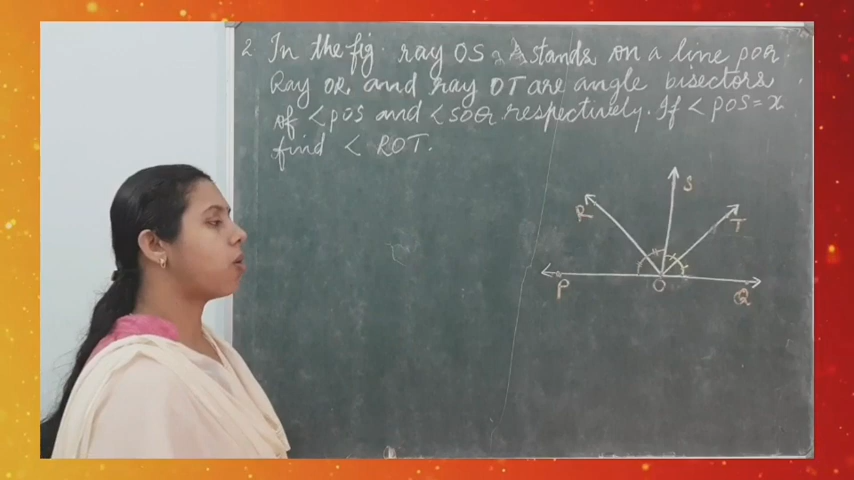 2. In the fig. ray OS stands on a line POQ.
Ray OR, and ray OT are angle bisectors
of <POS and <SOQ respectively. If <POS = x
find < ROT.
S
R
T
P
O
Q